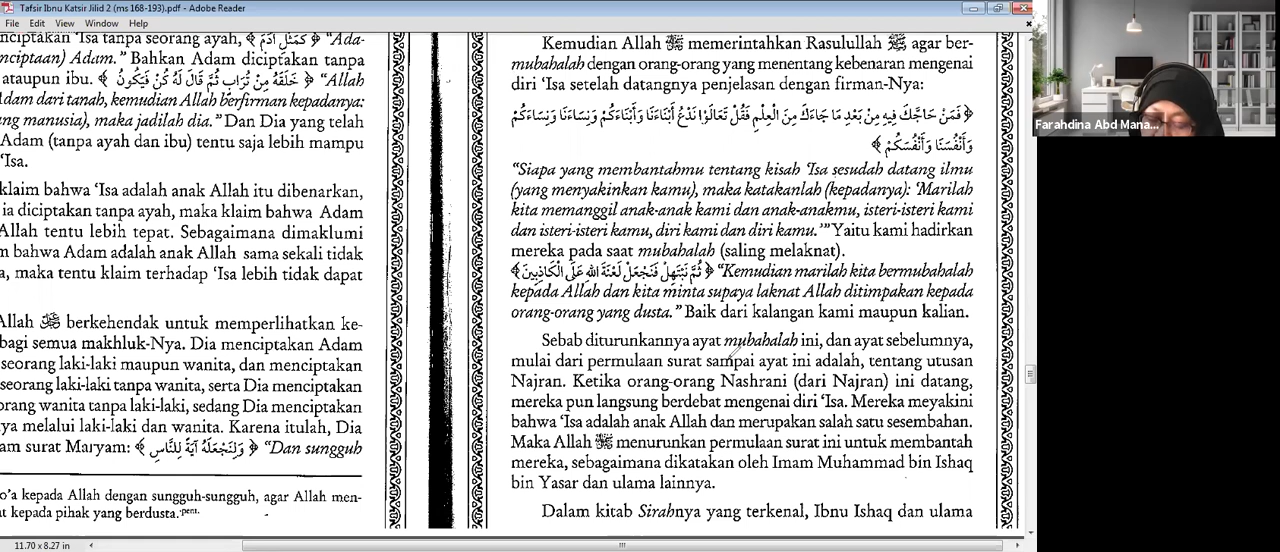 Tafsir Ibnu Katsir Jilid 2 (ms 168-193).pdf - Adobe Reader
File Edit View Window Help
nciptakan 'Isa tanpa seorang ayah, ﴿ كَمَثَلِ آدَمَ ﴾ "Ada-
nciptaan) Adam." Bahkan Adam diciptakan tanpa
ataupun ibu. ﴿ خَلَقَهُ مِنْ تُرَابٍ ثُمَّ قَالَ لَهُ كُنْ فَيَكُونُ ﴾ "Allah
dam dari tanah, kemudian Allah berfirman kepadanya:
ng manusia), maka jadilah dia." Dan Dia yang telah
Adam (tanpa ayah dan ibu) tentu saja lebih mampu
'Isa.
klaim bahwa 'Isa adalah anak Allah itu dibenarkan,
ia diciptakan tanpa ayah, maka klaim bahwa Adam
Allah tentu lebih tepat. Sebagaimana dimaklumi
n bahwa Adam adalah anak Allah sama sekali tidak
a, maka tentu klaim terhadap 'Isa lebih tidak dapat
Allah ﷻ berkehendak untuk memperlihatkan ke-
bagi semua makhluk-Nya. Dia menciptakan Adam
seorang laki-laki maupun wanita, dan menciptakan
seorang laki-laki tanpa wanita, serta Dia menciptakan
orang wanita tanpa laki-laki, sedang Dia menciptakan
ya melalui laki-laki dan wanita. Karena itulah, Dia
am surat Maryam: ﴿ وَلِنَجْعَلَهُ آيَةً لِلنَّاسِ ﴾ "Dan sungguh
o'a kepada Allah dengan sungguh-sungguh, agar Allah men-
t kepada pihak yang berdusta.-pent.
Kemudian Allah ﷻ memerintahkan Rasulullah ﷺ agar ber-
mubahalah dengan orang-orang yang menentang kebenaran mengenai
diri 'Isa setelah datangnya penjelasan dengan firman-Nya:
﴿ فَمَنْ حَاجَّكَ فِيهِ مِنْ بَعْدِ مَا جَاءَكَ مِنَ الْعِلْمِ فَقُلْ تَعَالَوْا نَدْعُ أَبْنَاءَنَا وَأَبْنَاءَكُمْ وَنِسَاءَنَا وَنِسَاءَكُمْ
وَأَنْفُسَنَا وَأَنْفُسَكُمْ ﴾
"Siapa yang membantahmu tentang kisah 'Isa sesudah datang ilmu
(yang menyakinkan kamu), maka katakanlah (kepadanya): 'Marilah
kita memanggil anak-anak kami dan anak-anakmu, isteri-isteri kami
dan isteri-isteri kamu, diri kami dan diri kamu.'" Yaitu kami hadirkan
mereka pada saat mubahalah (saling melaknat).
﴿ ثُمَّ نَبْتَهِلْ فَنَجْعَلْ لَعْنَةَ اللهِ عَلَى الْكَاذِبِينَ ﴾ "Kemudian marilah kita bermubahalah
kepada Allah dan kita minta supaya laknat Allah ditimpakan kepada
orang-orang yang dusta." Baik dari kalangan kami maupun kalian.
Sebab diturunkannya ayat mubahalah ini, dan ayat sebelumnya,
mulai dari permulaan surat sampai ayat ini adalah, tentang utusan
Najran. Ketika orang-orang Nashrani (dari Najran) ini datang,
mereka pun langsung berdebat mengenai diri 'Isa. Mereka meyakini
bahwa 'Isa adalah anak Allah dan merupakan salah satu sesembahan.
Maka Allah ﷻ menurunkan permulaan surat ini untuk membantah
mereka, sebagaimana dikatakan oleh Imam Muhammad bin Ishaq
bin Yasar dan ulama lainnya.
Dalam kitab Sirahnya yang terkenal, Ibnu Ishaq dan ulama
Farahdina Abd Mana...
11.70 x 8.27 in